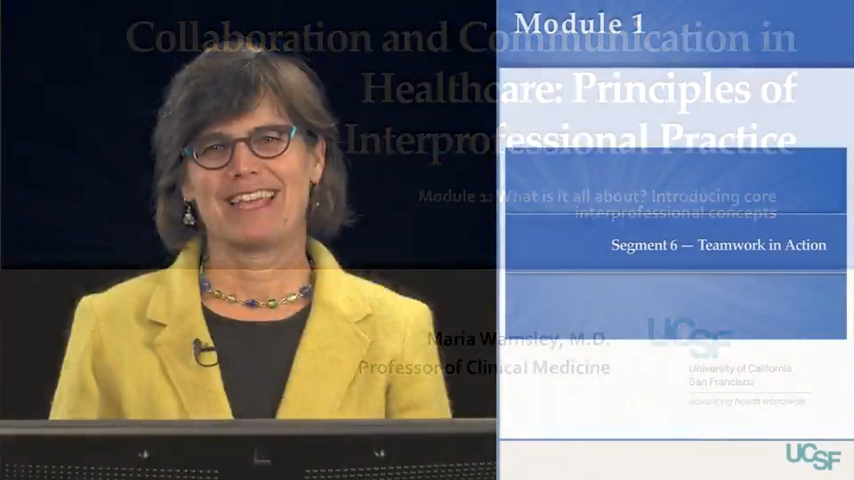 Module 1
Collaboration and Communication in
Healthcare: Principles of
Interprofessional Practice
Module 1: What is it all about? Introducing core
interprofessional concepts
Segment 6 — Teamwork in Action
Maria Wamsley, M.D.
Professor of Clinical Medicine
UCSF
University of California
San Francisco
advancing health worldwide
UCSF